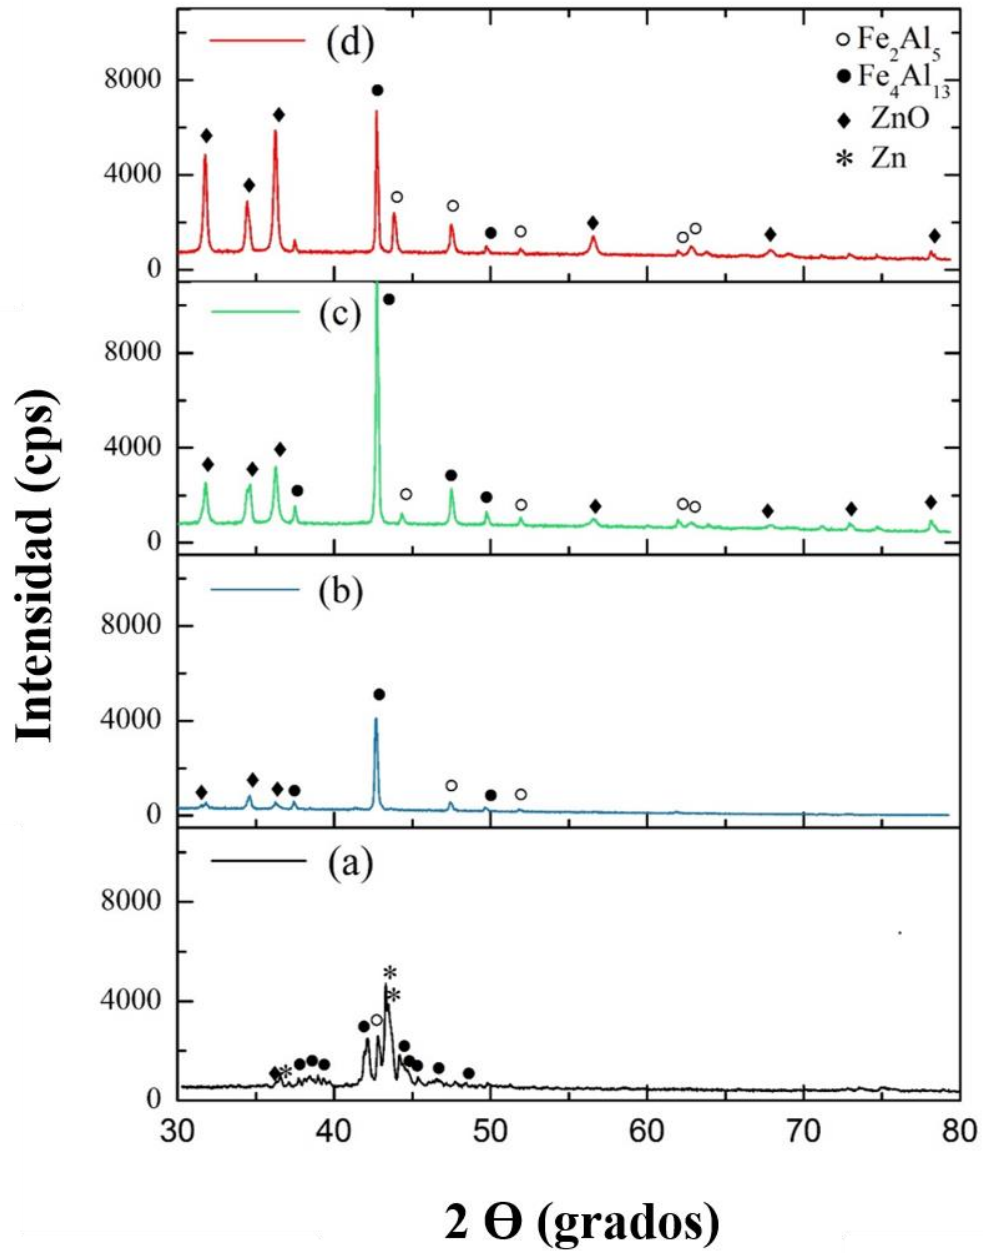 (d)
○ Fe2Al5
● Fe4Al13
♦ ZnO
* Zn
8000
4000
0
(c)
8000
4000
0
(b)
8000
4000
0
(a)
8000
4000
0
30 40 50 60 70 80
Intensidad (cps)
2 Ɵ (grados)